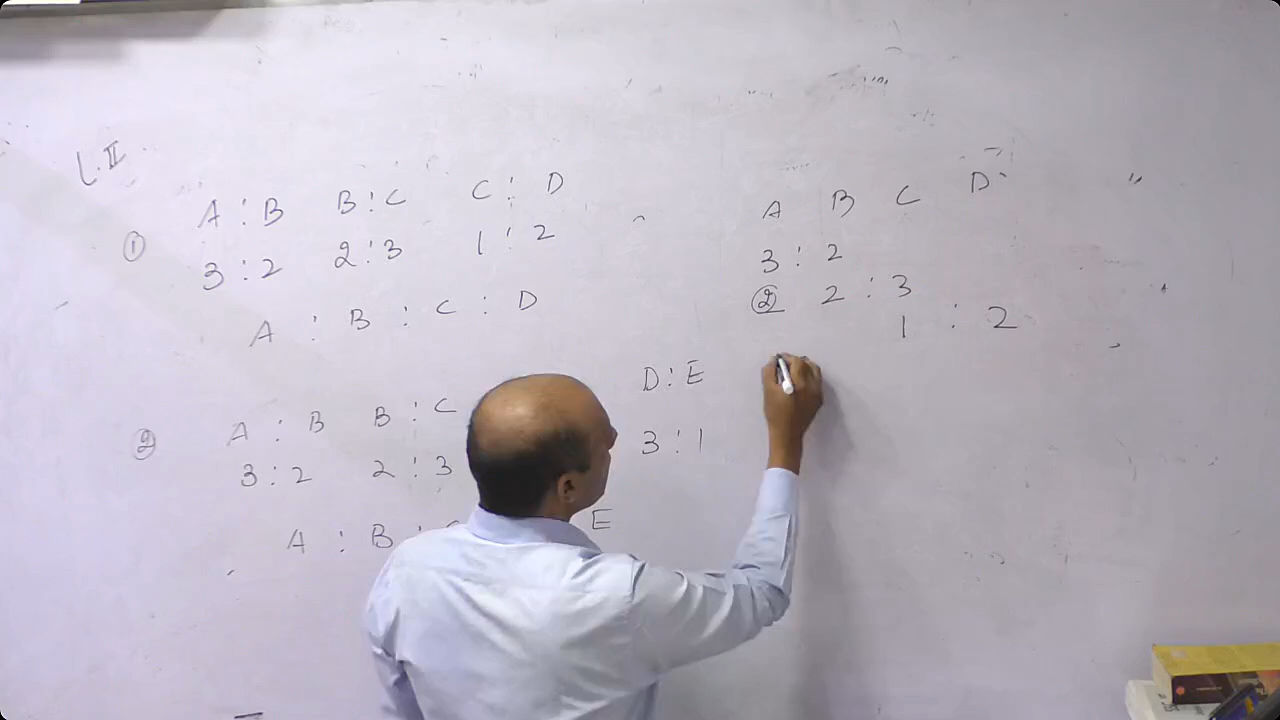 L.II
① A : B B : C C : D
3 : 2 2 : 3 1 : 2
A : B : C : D
② A : B B : C D : E
3 : 2 2 : 3 3 : 1
A : B : E
A B C D
3 : 2
② 2 : 3
1 : 2